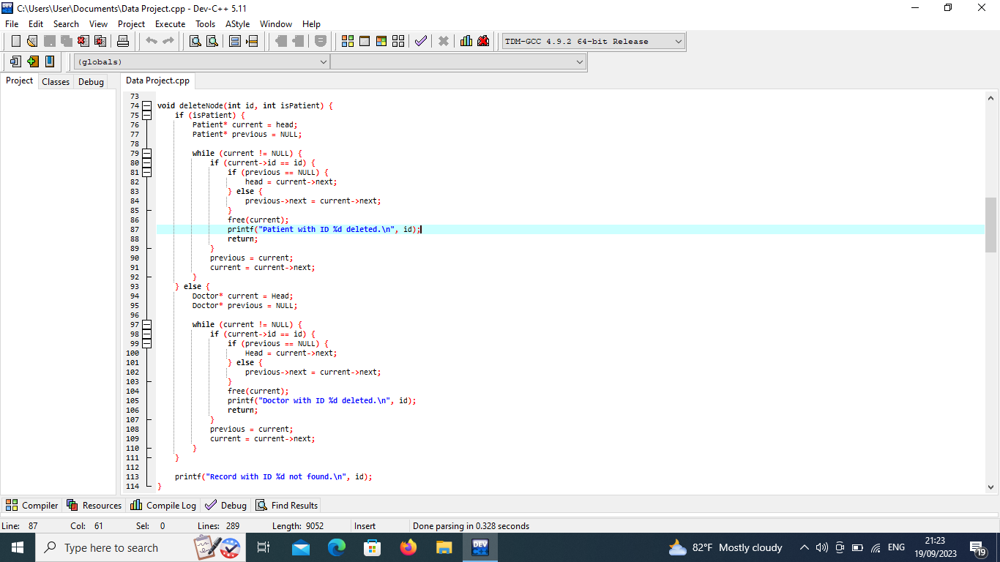 C:\Users\User\Documents\Data Project.cpp - Dev-C++ 5.11
File Edit Search View Project Execute Tools AStyle Window Help
TDM-GCC 4.9.2 64-bit Release
(globals)
Project Classes Debug
Data Project.cpp
73
74 void deleteNode(int id, int isPatient) {
75     if (isPatient) {
76         Patient* current = head;
77         Patient* previous = NULL;
78
79         while (current != NULL) {
80             if (current->id == id) {
81                 if (previous == NULL) {
82                     head = current->next;
83                 } else {
84                     previous->next = current->next;
85                 }
86                 free(current);
87                 printf("Patient with ID %d deleted.\n", id);
88                 return;
89             }
90             previous = current;
91             current = current->next;
92         }
93     } else {
94         Doctor* current = Head;
95         Doctor* previous = NULL;
96
97         while (current != NULL) {
98             if (current->id == id) {
99                 if (previous == NULL) {
100                     Head = current->next;
101                 } else {
102                     previous->next = current->next;
103                 }
104                 free(current);
105                 printf("Doctor with ID %d deleted.\n", id);
106                 return;
107             }
108             previous = current;
109             current = current->next;
110         }
111     }
112
113     printf("Record with ID %d not found.\n", id);
114 }
Compiler Resources Compile Log Debug Find Results
Line: 87 Col: 61 Sel: 0 Lines: 289 Length: 9052 Insert Done parsing in 0.328 seconds
Type here to search
DEV
82°F Mostly cloudy
ENG
21:23
19/09/2023
19